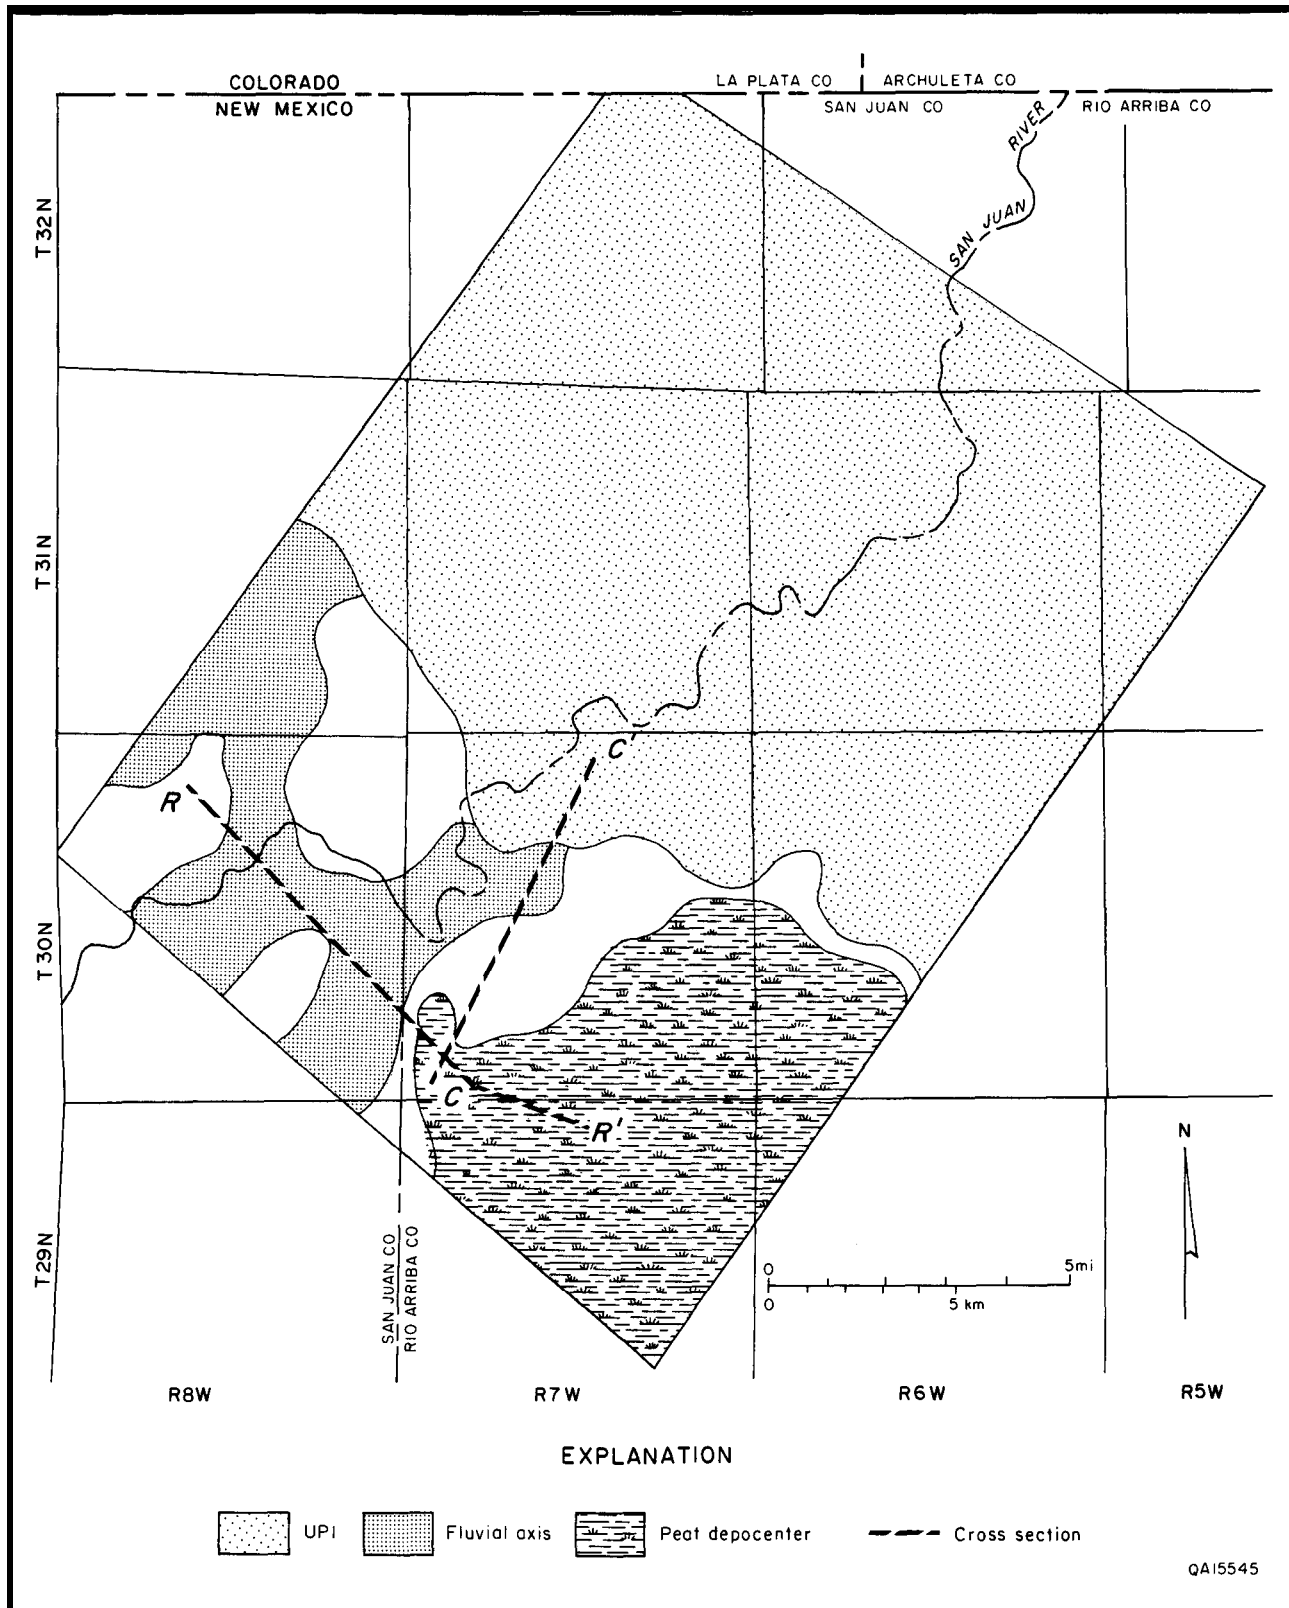 COLORADO
NEW MEXICO
LA PLATA CO
ARCHULETA CO
SAN JUAN CO
RIO ARRIBA CO
SAN JUAN RIVER
T32N
T31N
T30N
T29N
C'
R
C
R'
N
SAN JUAN CO
RIO ARRIBA CO
0 5mi
0 5 km
R8W R7W R6W R5W
EXPLANATION
UP1 Fluvial axis Peat depocenter Cross section
QA15545